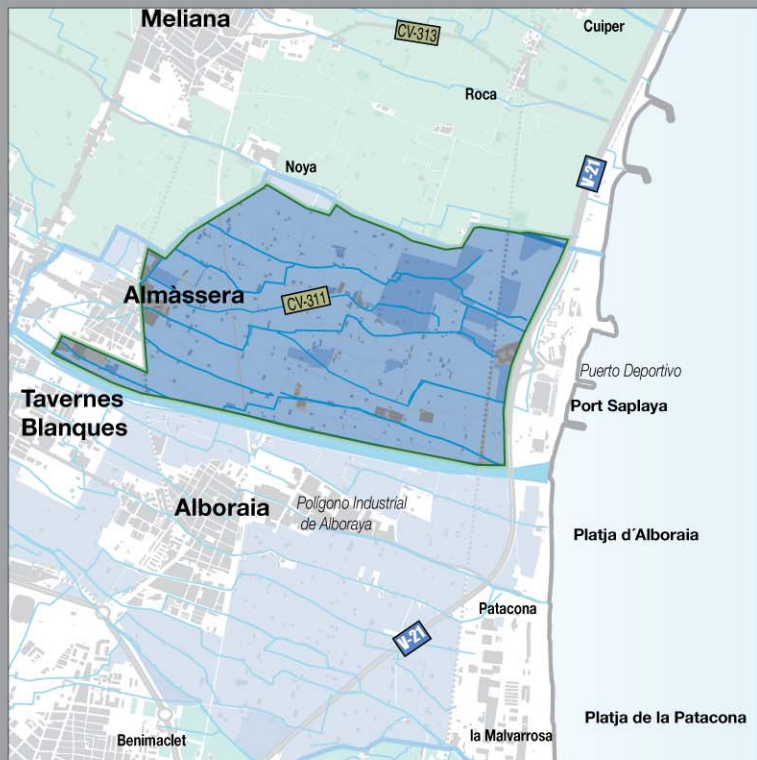 Meliana
CV-313
Cuiper
Roca
Noya
V-21
Almàssera
CV-311
Puerto Deportivo
Port Saplaya
Tavernes
Blanques
Alboraia
Polígono Industrial
de Alboraya
Platja d´Alboraia
Patacona
V-21
Platja de la Patacona
Benimaclet
la Malvarrosa